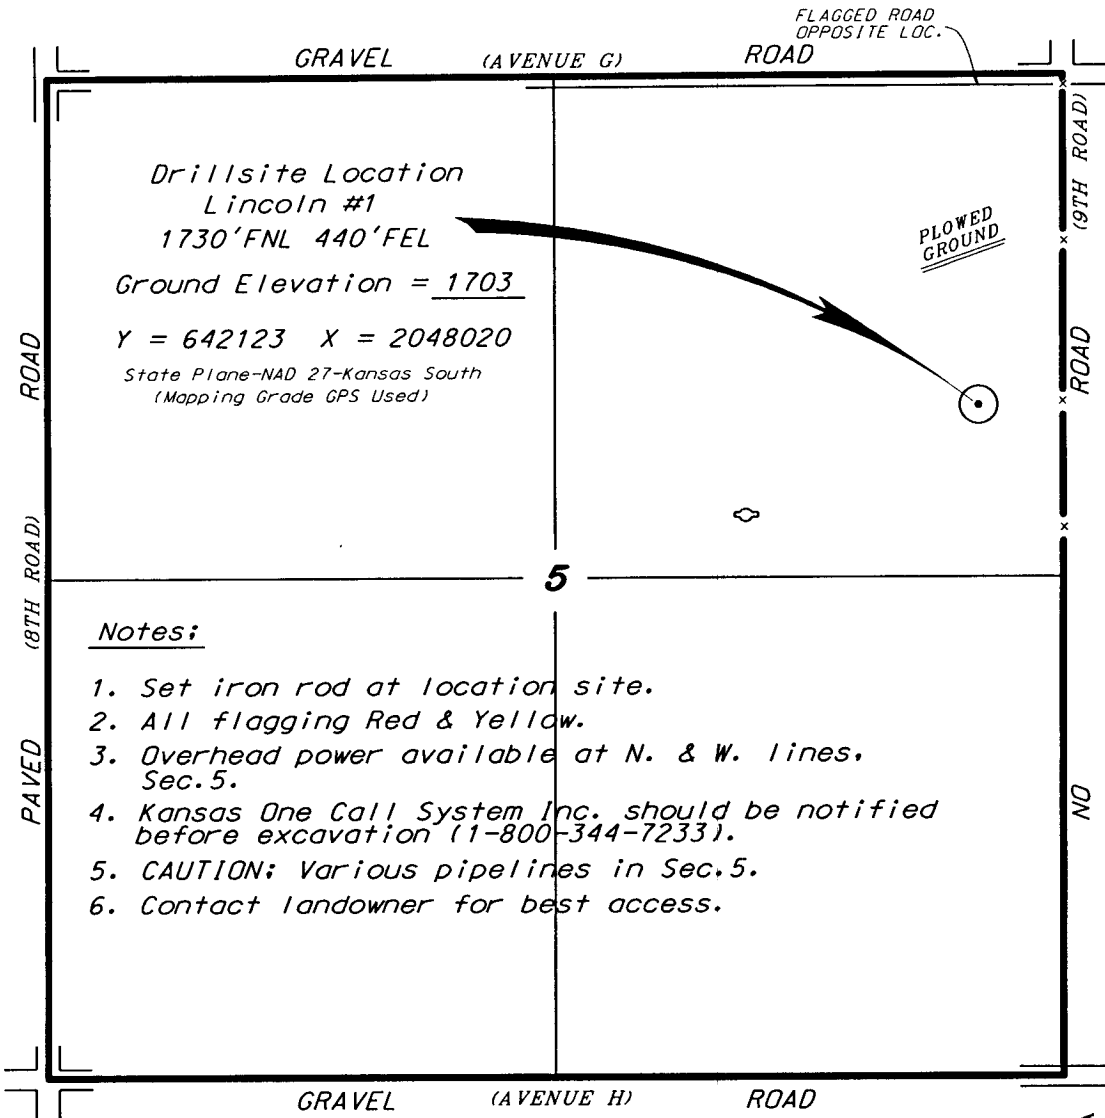 FLAGGED ROAD
OPPOSITE LOC.
GRAVEL (AVENUE G) ROAD
Drillsite Location
Lincoln #1
1730'FNL 440'FEL
Ground Elevation = 1703
Y = 642123 X = 2048020
State Plane-NAD 27-Kansas South
(Mapping Grade GPS Used)
PLOWED
GROUND
(9TH ROAD)
NO ROAD
PAVED ROAD
(8TH ROAD)
5
Notes:
1. Set iron rod at location site.
2. All flagging Red & Yellow.
3. Overhead power available at N. & W. lines,
Sec.5.
4. Kansas One Call System Inc. should be notified
before excavation (1-800-344-7233).
5. CAUTION: Various pipelines in Sec.5.
6. Contact landowner for best access.
GRAVEL (AVENUE H) ROAD